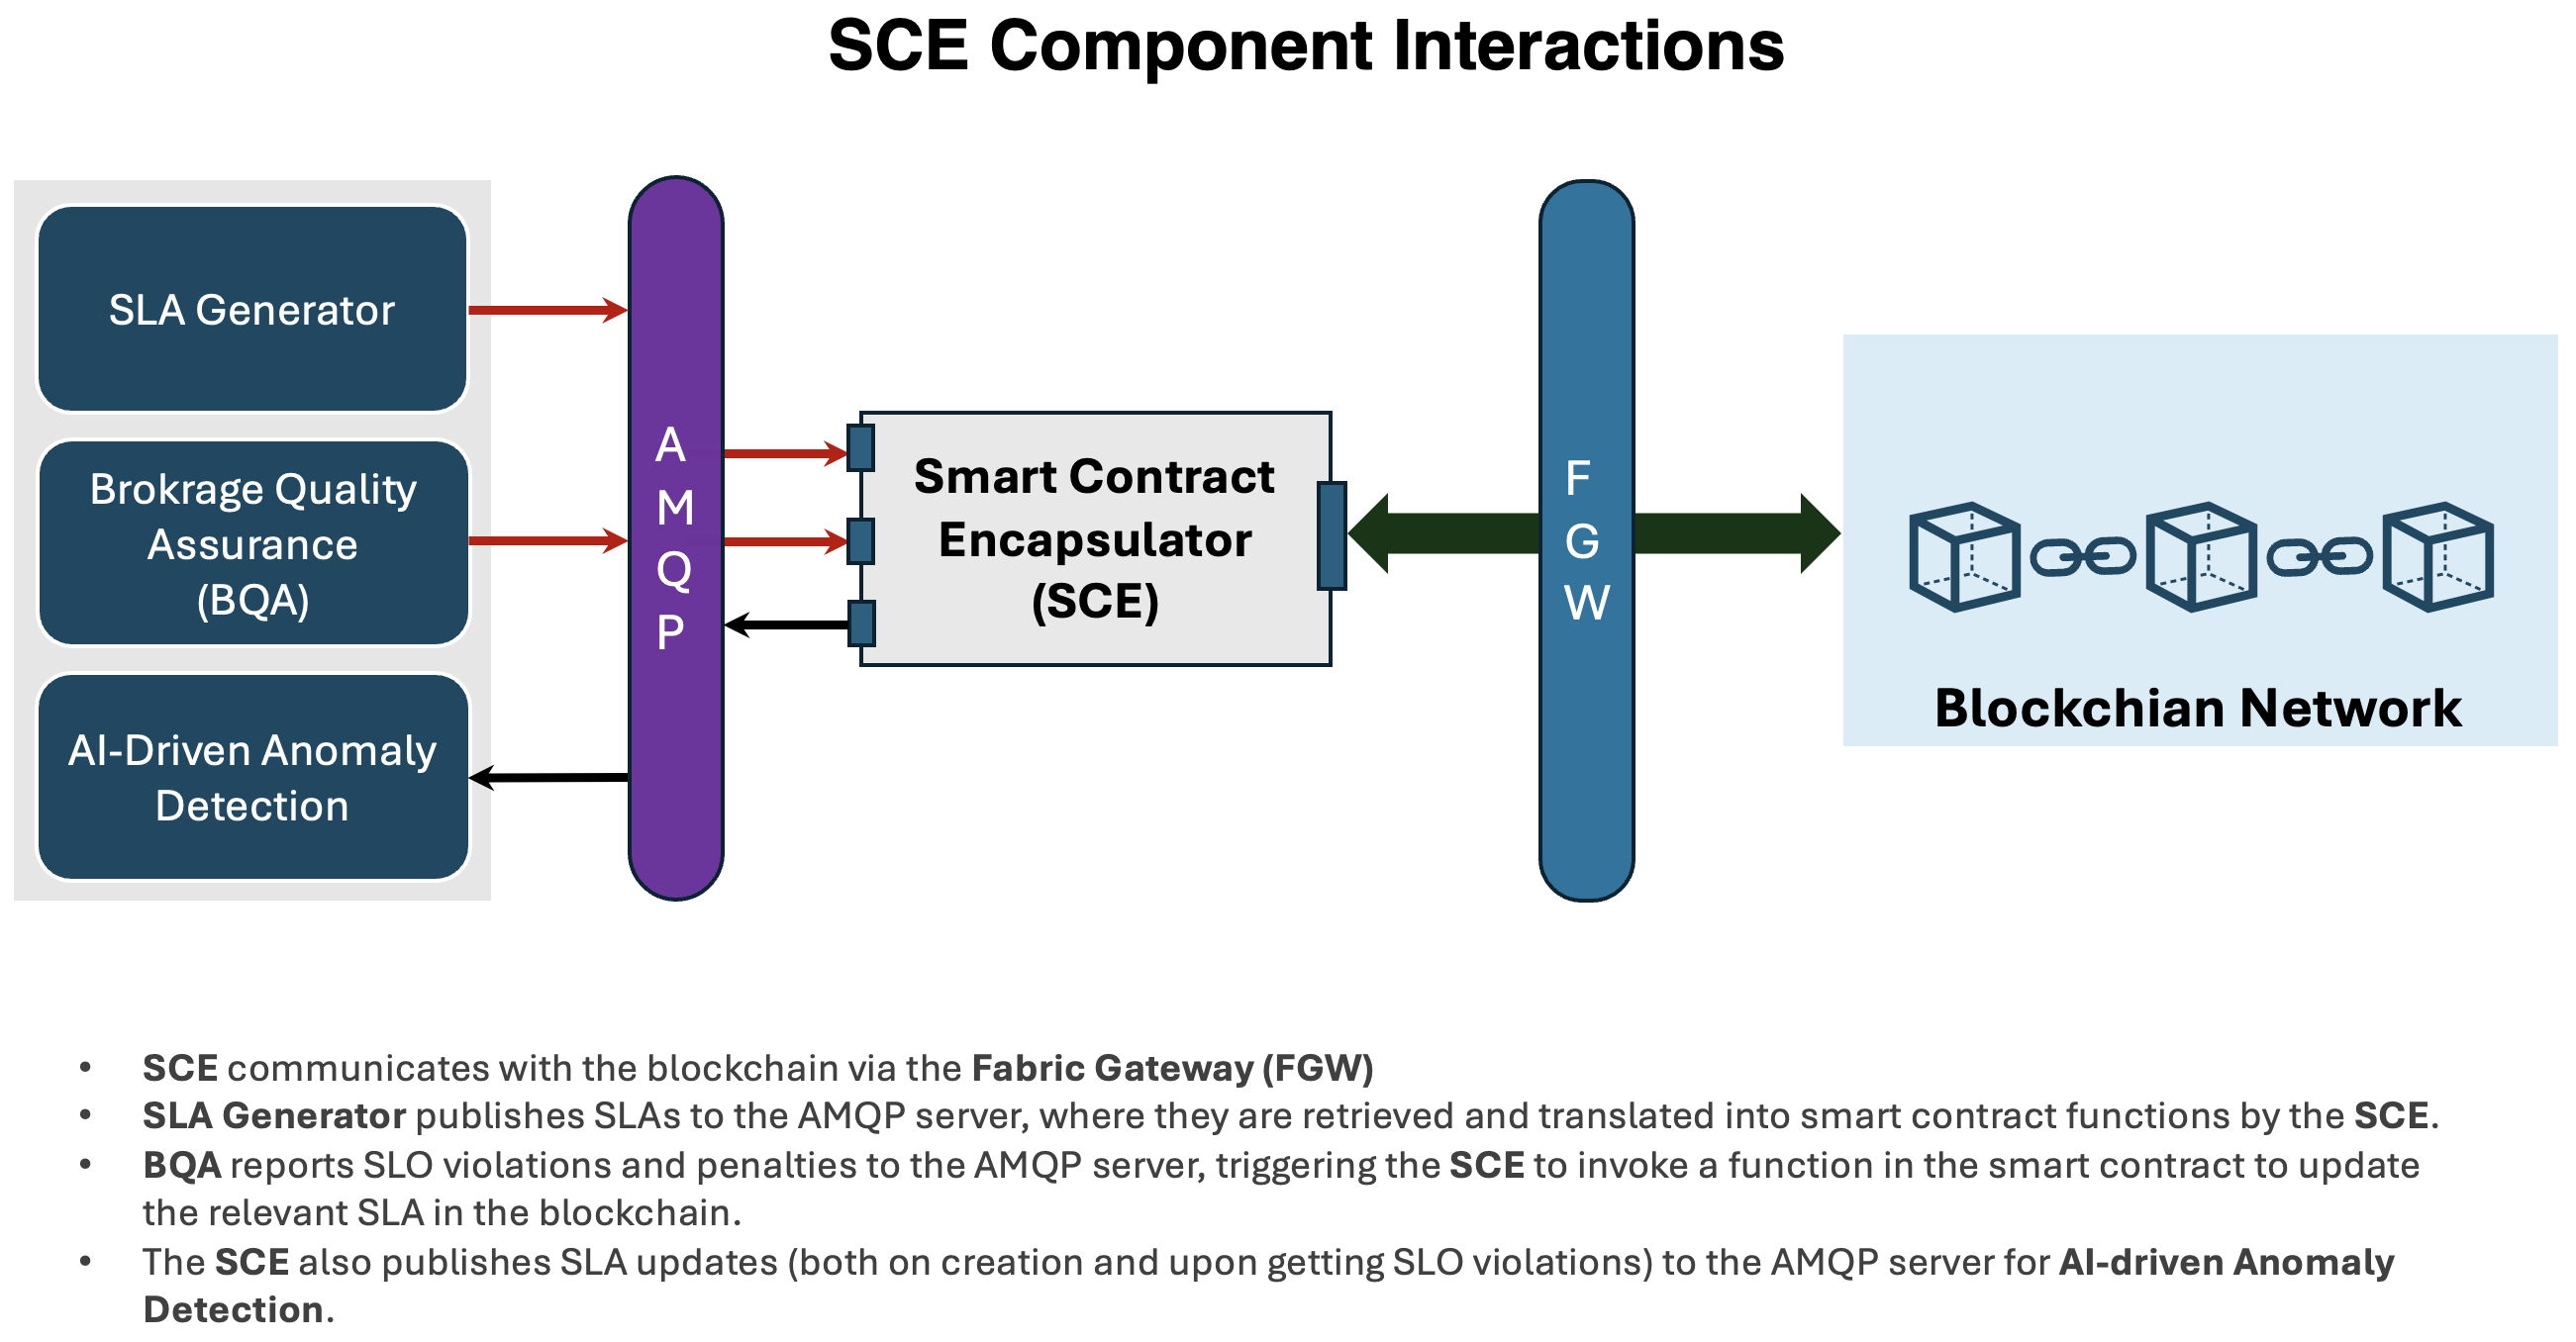 SCE Component Interactions
SLA Generator
Brokrage Quality
Assurance
(BQA)
AI-Driven Anomaly
Detection
A
M
Q
P
Smart Contract
Encapsulator
(SCE)
F
G
W
Blockchian Network
• SCE communicates with the blockchain via the Fabric Gateway (FGW)
• SLA Generator publishes SLAs to the AMQP server, where they are retrieved and translated into smart contract functions by the SCE.
• BQA reports SLO violations and penalties to the AMQP server, triggering the SCE to invoke a function in the smart contract to update
the relevant SLA in the blockchain.
• The SCE also publishes SLA updates (both on creation and upon getting SLO violations) to the AMQP server for AI-driven Anomaly
Detection.